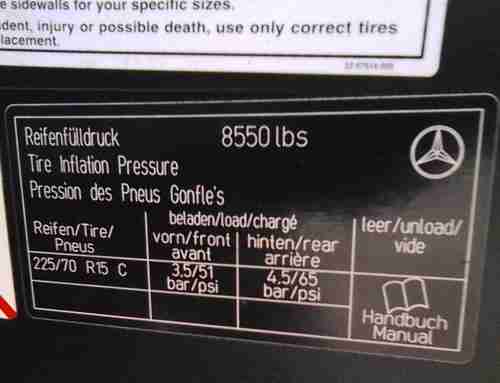 e sidewalls for your specific sizes.
dent, injury or possible death, use only correct tires
lacement.
Reifenfülldruck 8550 lbs
Tire Inflation Pressure
Pression des Pneus Gonfle's
Reifen/Tire/ Pneus
beladen/load/chargé
vorn/front avant
hinten/rear arrière
leer/unload/ vide
225/70 R15 C
3.5/51 bar/psi
4.5/65 bar/psi
Handbuch
Manual